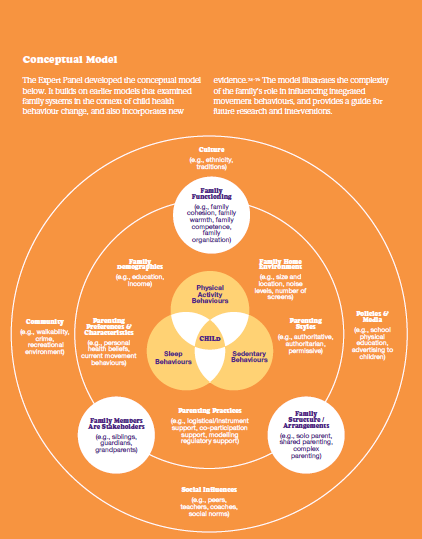 Conceptual Model
The Expert Panel developed the conceptual model
below. It builds on earlier models that examined
family systems in the context of child health
behaviour change, and also incorporates new
evidence. The model illustrates the complexity
of the family's role in influencing integrated
movement behaviours, and provides a guide for
future research and interventions.
Culture
(e.g., ethnicity,
traditions)
Family
Functioning
(e.g., family
cohesion, family
warmth, family
competence,
family
organization)
Family
Demographics
(e.g., education,
income)
Family Home
Environment
(e.g., size and
location, noise
levels, number of
screens)
Physical
Activity
Behaviours
Community
(e.g., walkability,
crime,
recreational
environment)
Parenting
Preferences &
Characteristics
(e.g., personal
health beliefs,
current movement
behaviours)
CHILD
Sleep
Behaviours
Sedentary
Behaviours
Parenting
Styles
(e.g., authoritative,
authoritarian,
permissive)
Policies &
Media
(e.g., school
physical
education,
advertising to
children)
Family Members
Are Stakeholders
(e.g., siblings,
guardians,
grandparents)
Parenting Practices
(e.g., logistical/instrument
support, co-participation
support, modelling
regulatory support)
Family
Structure /
Arrangements
(e.g., solo parent,
shared parenting,
complex
parenting)
Social Influences
(e.g., peers,
teachers, coaches,
social norms)